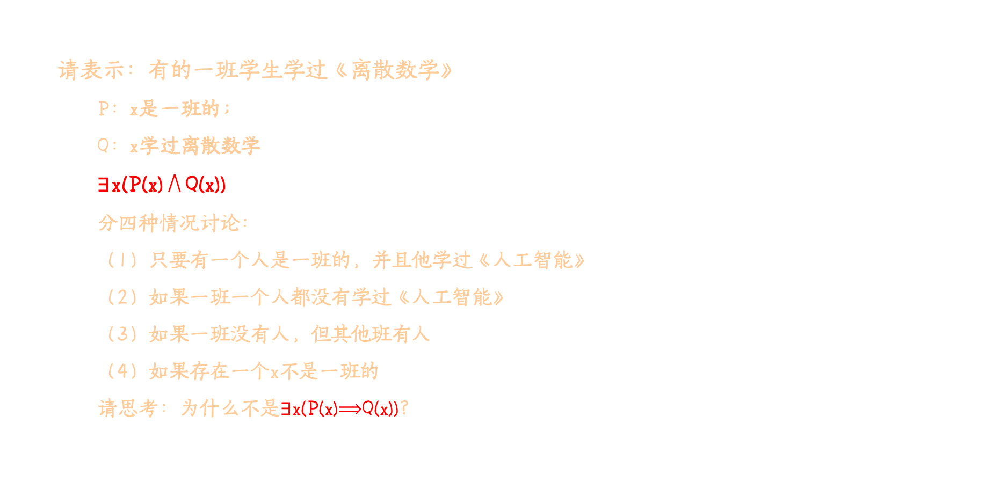 请表示：有的一班学生学过《离散数学》
P：x是一班的；
Q：x学过离散数学
∃x(P(x)∧Q(x))
分四种情况讨论：
（1）只要有一个人是一班的，并且他学过《人工智能》
（2）如果一班一个人都没有学过《人工智能》
（3）如果一班没有人，但其他班有人
（4）如果存在一个x不是一班的
请思考：为什么不是∃x(P(x)⟹Q(x))?